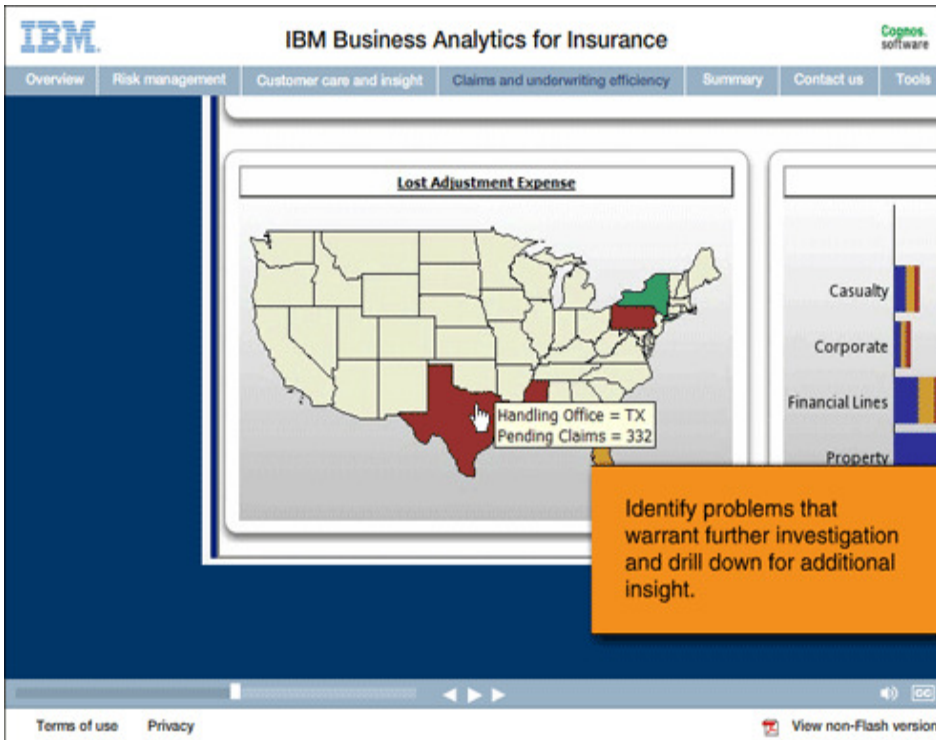 IBM.
IBM Business Analytics for Insurance
Cognos.
software
Overview
Risk management
Customer care and insight
Claims and underwriting efficiency
Summary
Contact us
Tools
Lost Adjustment Expense
Handling Office = TX
Pending Claims = 332
Casualty
Corporate
Financial Lines
Property
Identify problems that
warrant further investigation
and drill down for additional
insight.
CC
Terms of use
Privacy
View non-Flash version